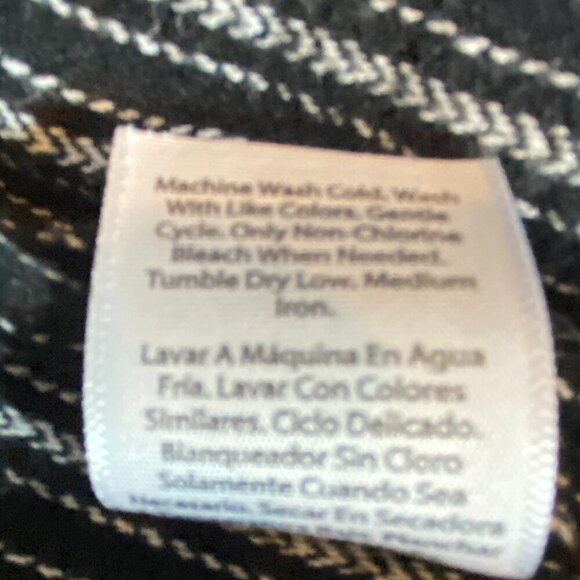 Machine Wash Cold. Wash
With Like Colors. Gentle
Cycle. Only Non-Chlorine
Bleach When Needed.
Tumble Dry Low. Medium
Iron.
Lavar A Máquina En Agua
Fría. Lavar Con Colores
Similares. Ciclo Delicado.
Blanqueador Sin Cloro
Solamente Cuando Sea
Necesario. Secar En Secadora
Planchar